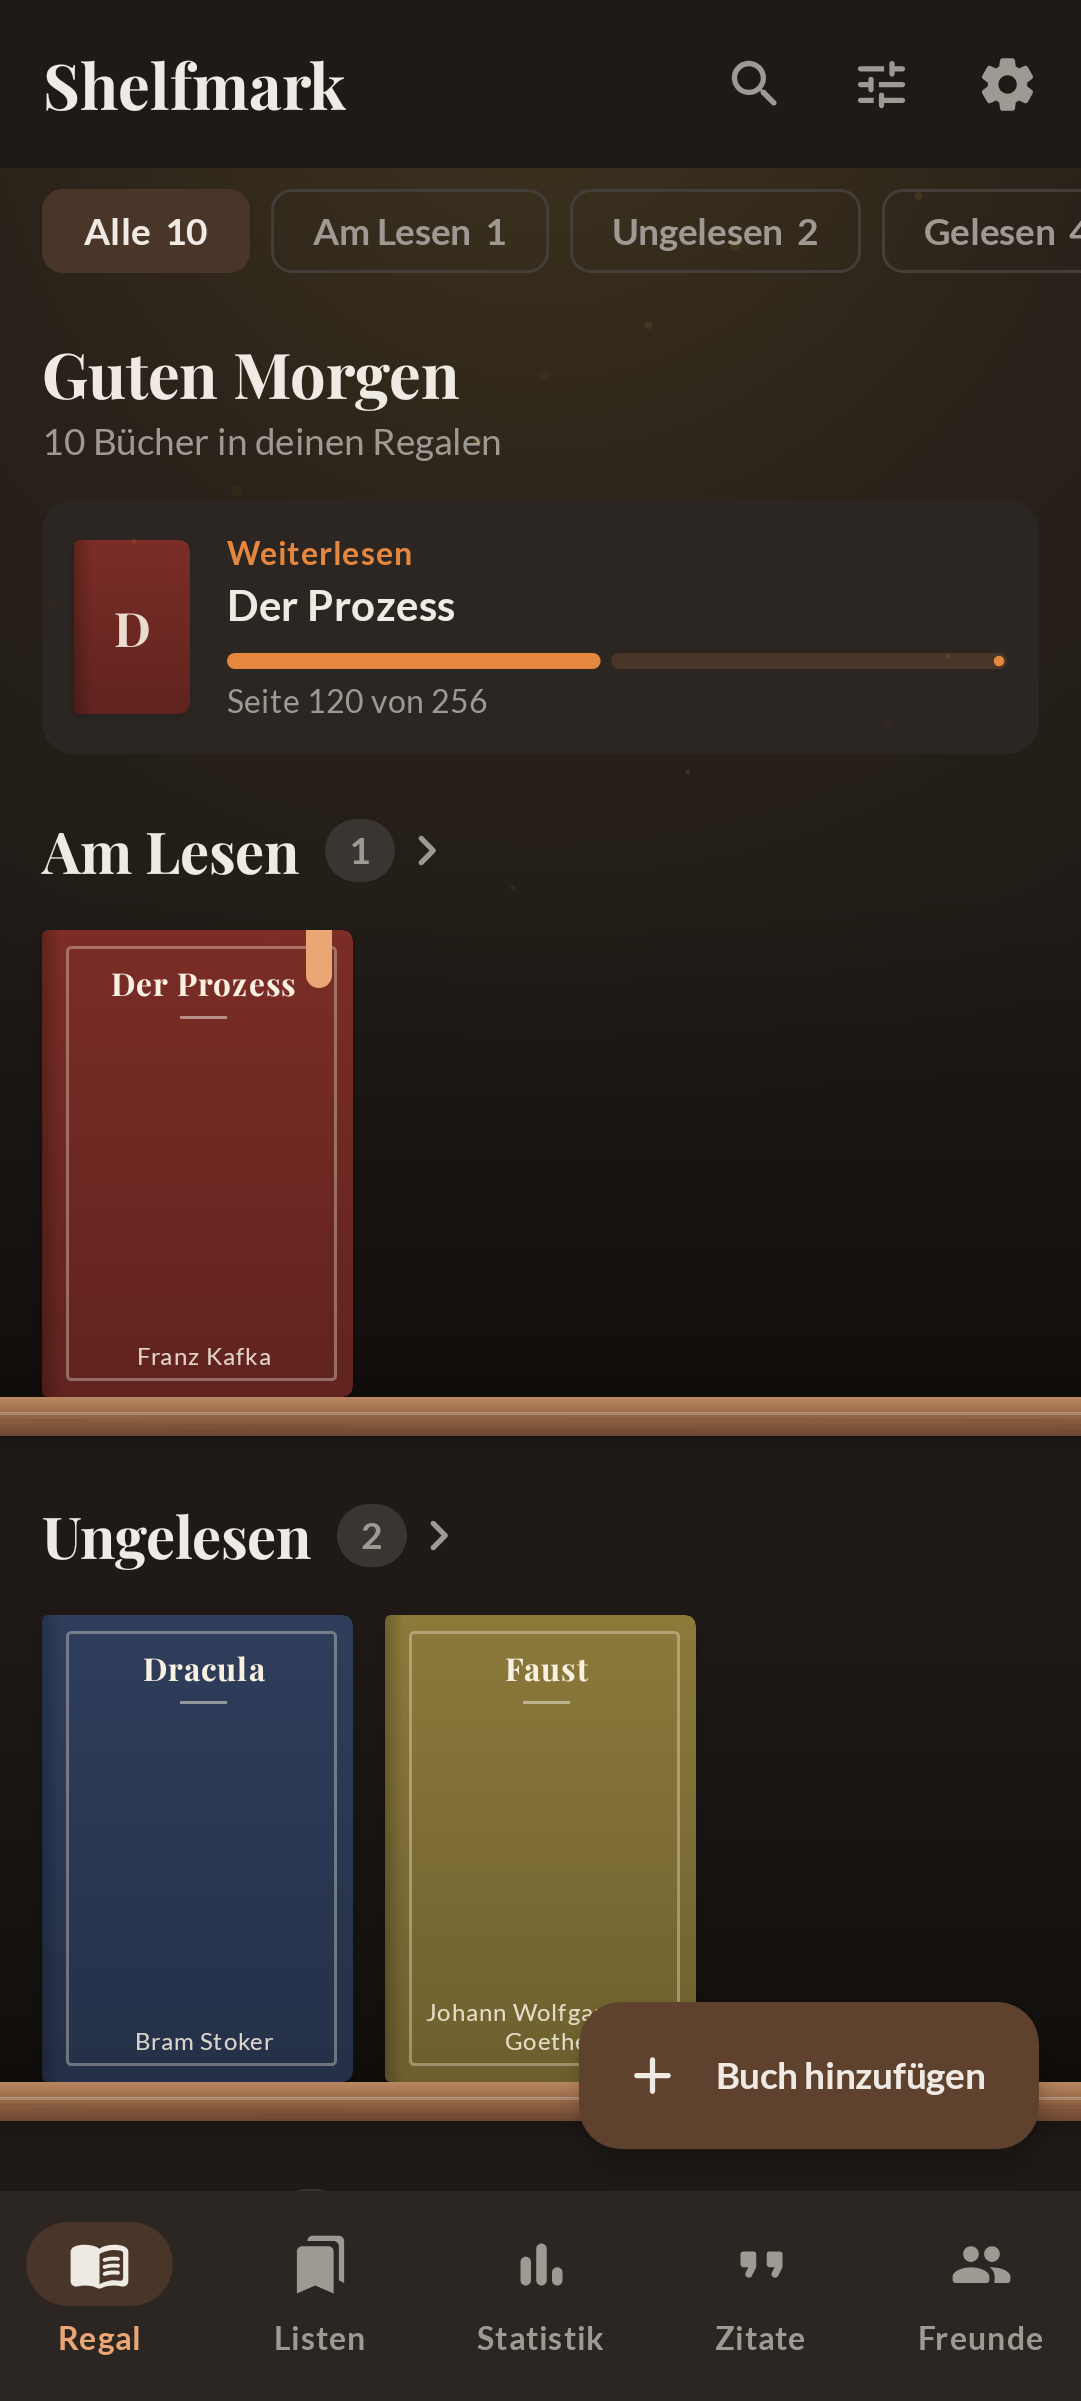 Shelfmark
Alle 10
Am Lesen 1
Ungelesen 2
Gelesen
Guten Morgen
10 Bücher in deinen Regalen
D
Weiterlesen
Der Prozess
Seite 120 von 256
Am Lesen 1
Der Prozess
Franz Kafka
Ungelesen 2
Dracula
Bram Stoker
Faust
Johann
Buch hinzufügen
Regal
Listen
Statistik
Zitate
Freunde